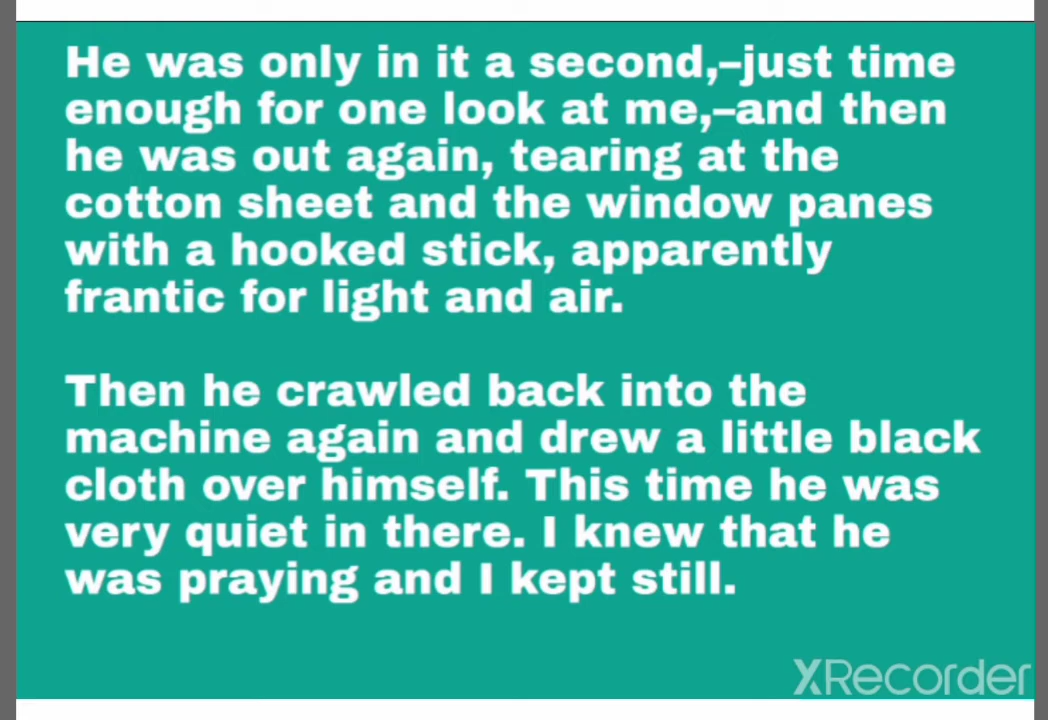 He was only in it a second,–just time
enough for one look at me,–and then
he was out again, tearing at the
cotton sheet and the window panes
with a hooked stick, apparently
frantic for light and air.
Then he crawled back into the
machine again and drew a little black
cloth over himself. This time he was
very quiet in there. I knew that he
was praying and I kept still.
XRecorder